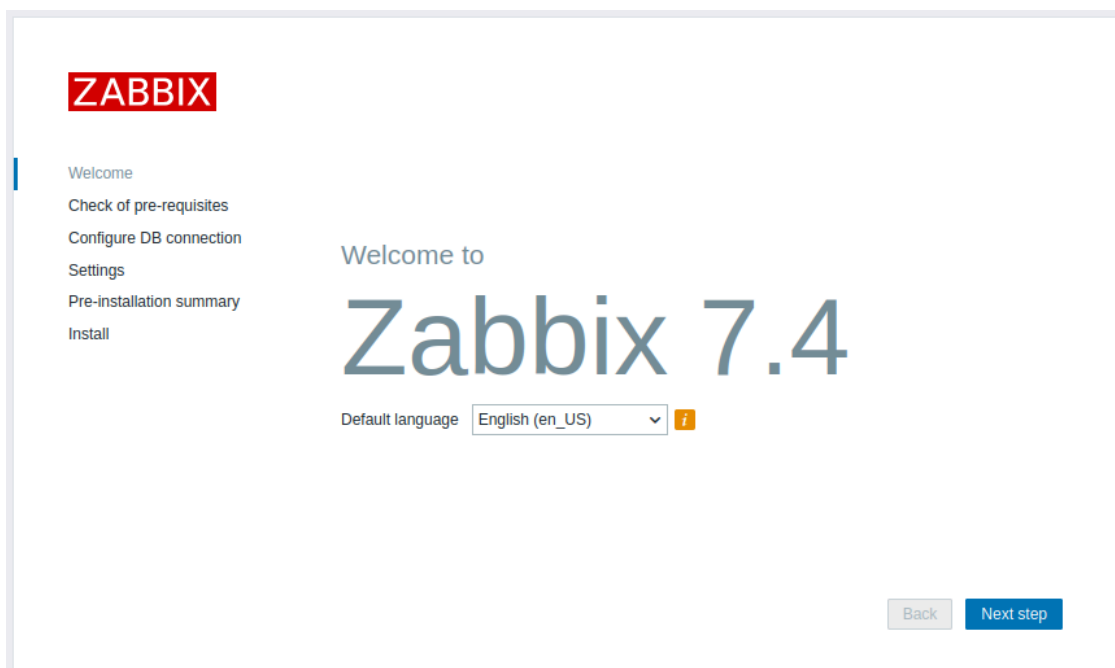 ZABBIX
Welcome
Check of pre-requisites
Configure DB connection
Settings
Pre-installation summary
Install
Welcome to
Zabbix 7.4
Default language English (en_US) i
Back Next step